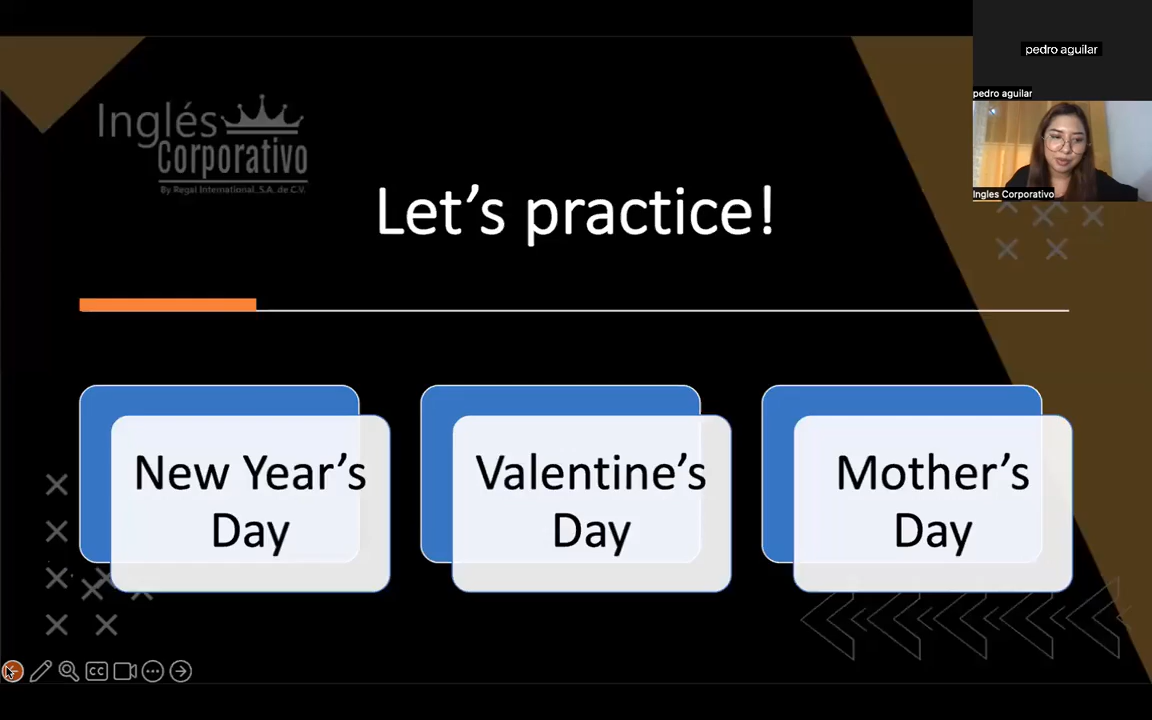 pedro aguilar
pedro aguilar
Ingles Corporativo
Inglés
Corporativo
By Regal International, S.A. de C.V.
Let's practice!
New Year's
Day
Valentine's
Day
Mother's
Day
CC